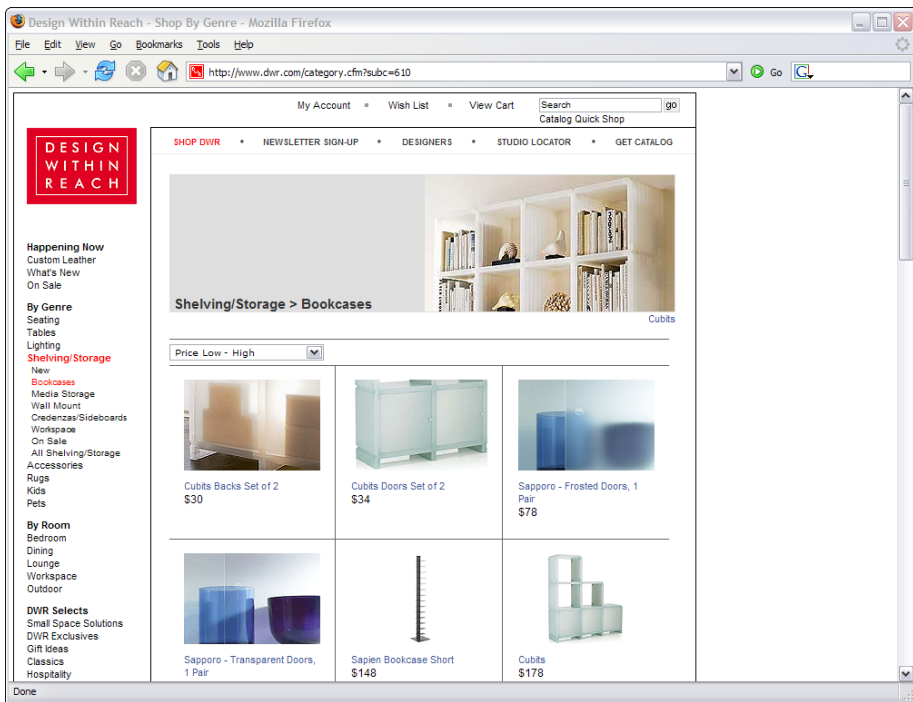 Design Within Reach - Shop By Genre - Mozilla Firefox
File Edit View Go Bookmarks Tools Help
http://www.dwr.com/category.cfm?subc=610
Go
G
My Account Wish List View Cart
Search
go
Catalog Quick Shop
DESIGN
WITHIN
REACH
SHOP DWR • NEWSLETTER SIGN-UP • DESIGNERS • STUDIO LOCATOR • GET CATALOG
Shelving/Storage > Bookcases
Cubits
Happening Now
Custom Leather
What's New
On Sale
By Genre
Seating
Tables
Lighting
Shelving/Storage
New
Bookcases
Media Storage
Wall Mount
Credenzas/Sideboards
Workspace
On Sale
All Shelving/Storage
Accessories
Rugs
Kids
Pets
By Room
Bedroom
Dining
Lounge
Workspace
Outdoor
DWR Selects
Small Space Solutions
DWR Exclusives
Gift Ideas
Classics
Hospitality
Price Low - High
Cubits Backs Set of 2
$30
Cubits Doors Set of 2
$34
Sapporo - Frosted Doors, 1
Pair
$78
Sapporo - Transparent Doors,
1 Pair
Sapien Bookcase Short
$148
Cubits
$178
Done